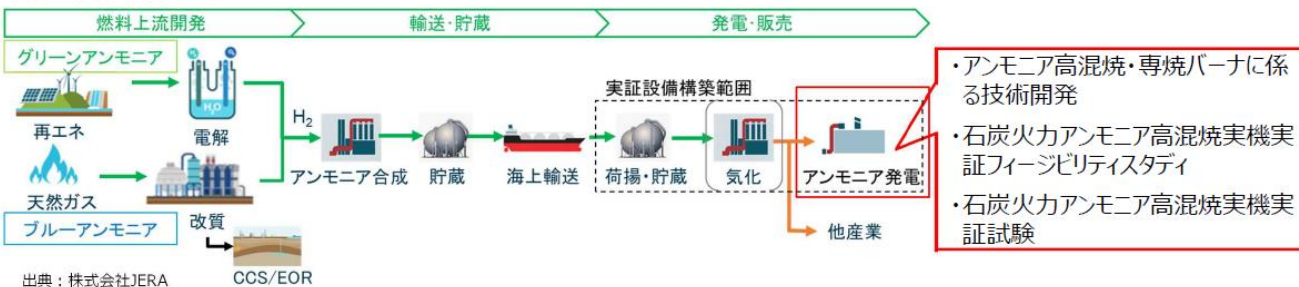 燃料上流開発
輸送・貯蔵
発電・販売
グリーンアンモニア
再エネ
H₂O
電解
天然ガス
ブルーアンモニア
改質
CCS/EOR
H₂
アンモニア合成
貯蔵
海上輸送
実証設備構築範囲
荷揚・貯蔵
気化
アンモニア発電
他産業
・アンモニア高混焼・専焼バーナに係
る技術開発
・石炭火力アンモニア高混焼実機実
証フィージビリティスタディ
・石炭火力アンモニア高混焼実機実
証試験
出典：株式会社JERA